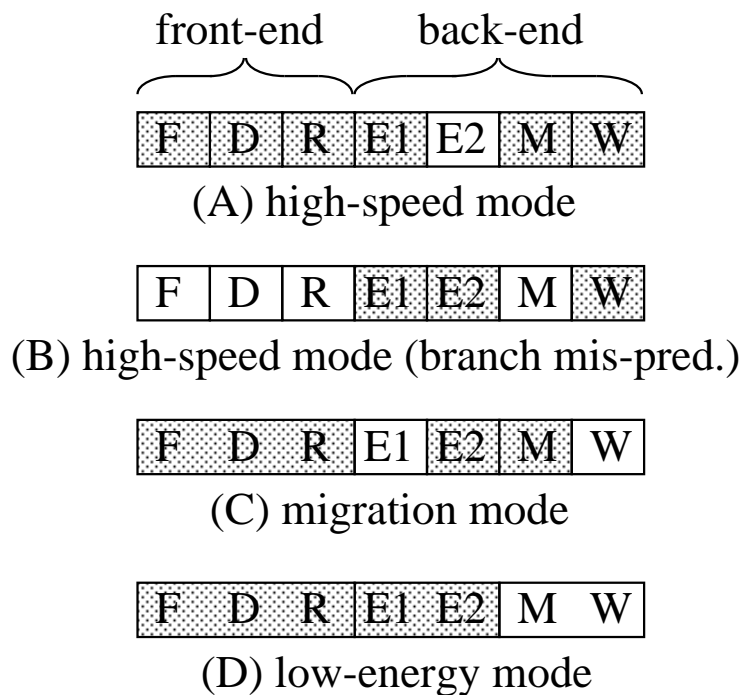 front-end back-end
F D R E1 E2 M W
(A) high-speed mode
F D R E1 E2 M W
(B) high-speed mode (branch mis-pred.)
F D R E1 E2 M W
(C) migration mode
F D R E1 E2 M W
(D) low-energy mode